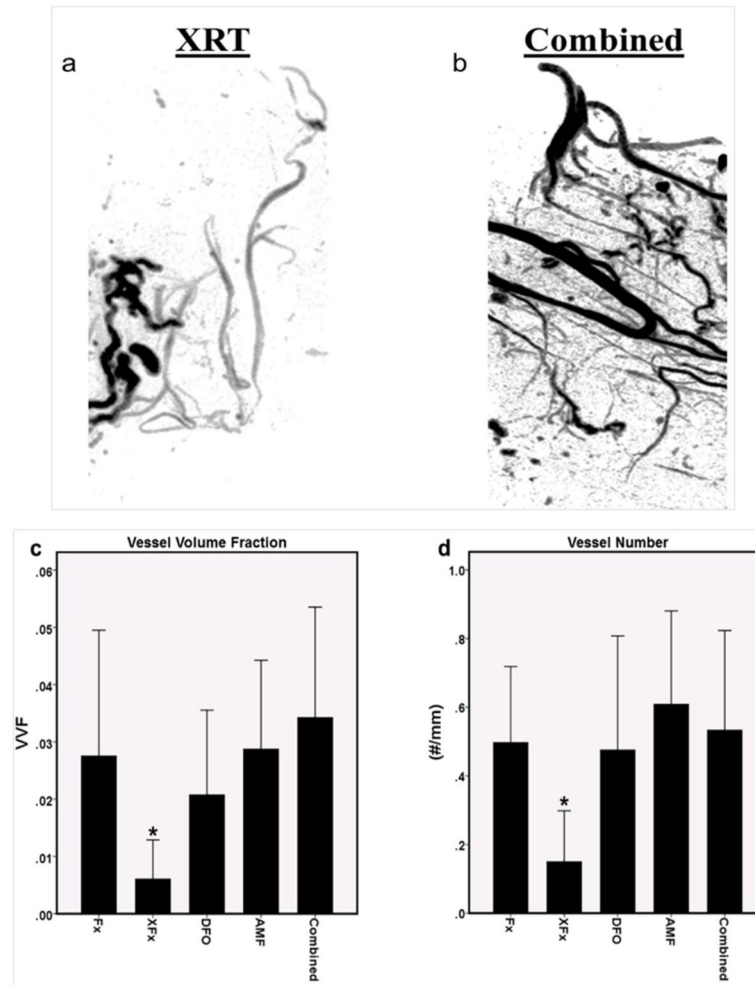 XRT
Combined
a
b
c
Vessel Volume Fraction
.06
.05
.04
.03
.02
.01
.00
VVF
*
Fx
XFx
DFO
AMF
Combined
d
Vessel Number
1.0
.8
.6
.4
.2
.0
(#/mm)
*
Fx
XFx
DFO
AMF
Combined